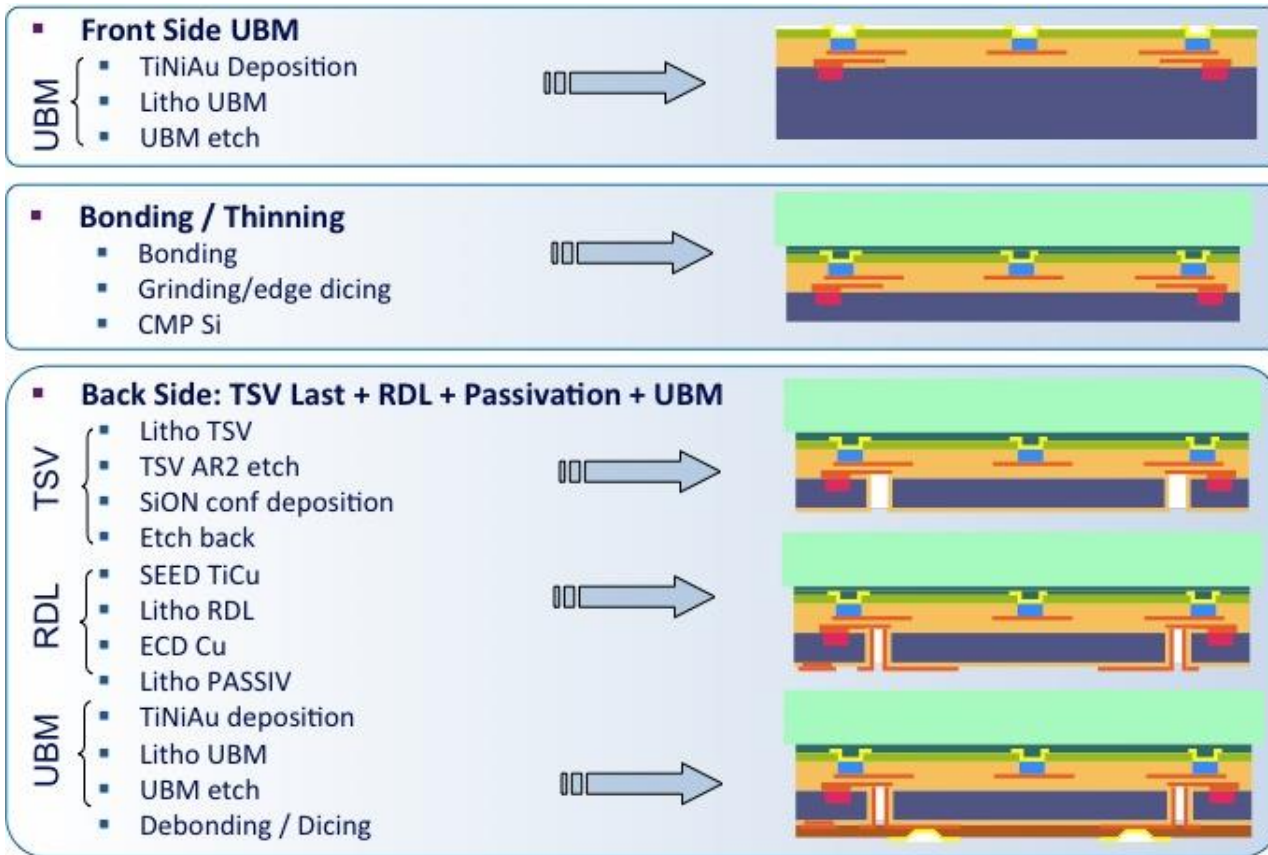 Front Side UBM
UBM
TiNiAu Deposition
Litho UBM
UBM etch
Bonding / Thinning
Bonding
Grinding/edge dicing
CMP Si
Back Side: TSV Last + RDL + Passivation + UBM
TSV
Litho TSV
TSV AR2 etch
SiON conf deposition
Etch back
RDL
SEED TiCu
Litho RDL
ECD Cu
Litho PASSIV
UBM
TiNiAu deposition
Litho UBM
UBM etch
Debonding / Dicing